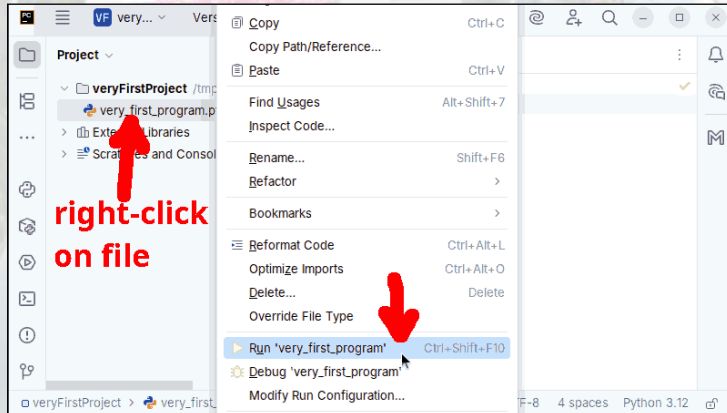 PC VF very... Vers
Project
veryFirstProject /tmp
very_first_program.p
External Libraries
Scratches and Consol
right-click
on file
Copy Ctrl+C
Copy Path/Reference...
Paste Ctrl+V
Find Usages Alt+Shift+7
Inspect Code...
Rename... Shift+F6
Refactor
Bookmarks
Reformat Code Ctrl+Alt+L
Optimize Imports Ctrl+Alt+O
Delete... Delete
Override File Type
Run 'very_first_program' Ctrl+Shift+F10
Debug 'very_first_program'
Modify Run Configuration...
veryFirstProject > very_first_ F-8 4 spaces Python 3.12